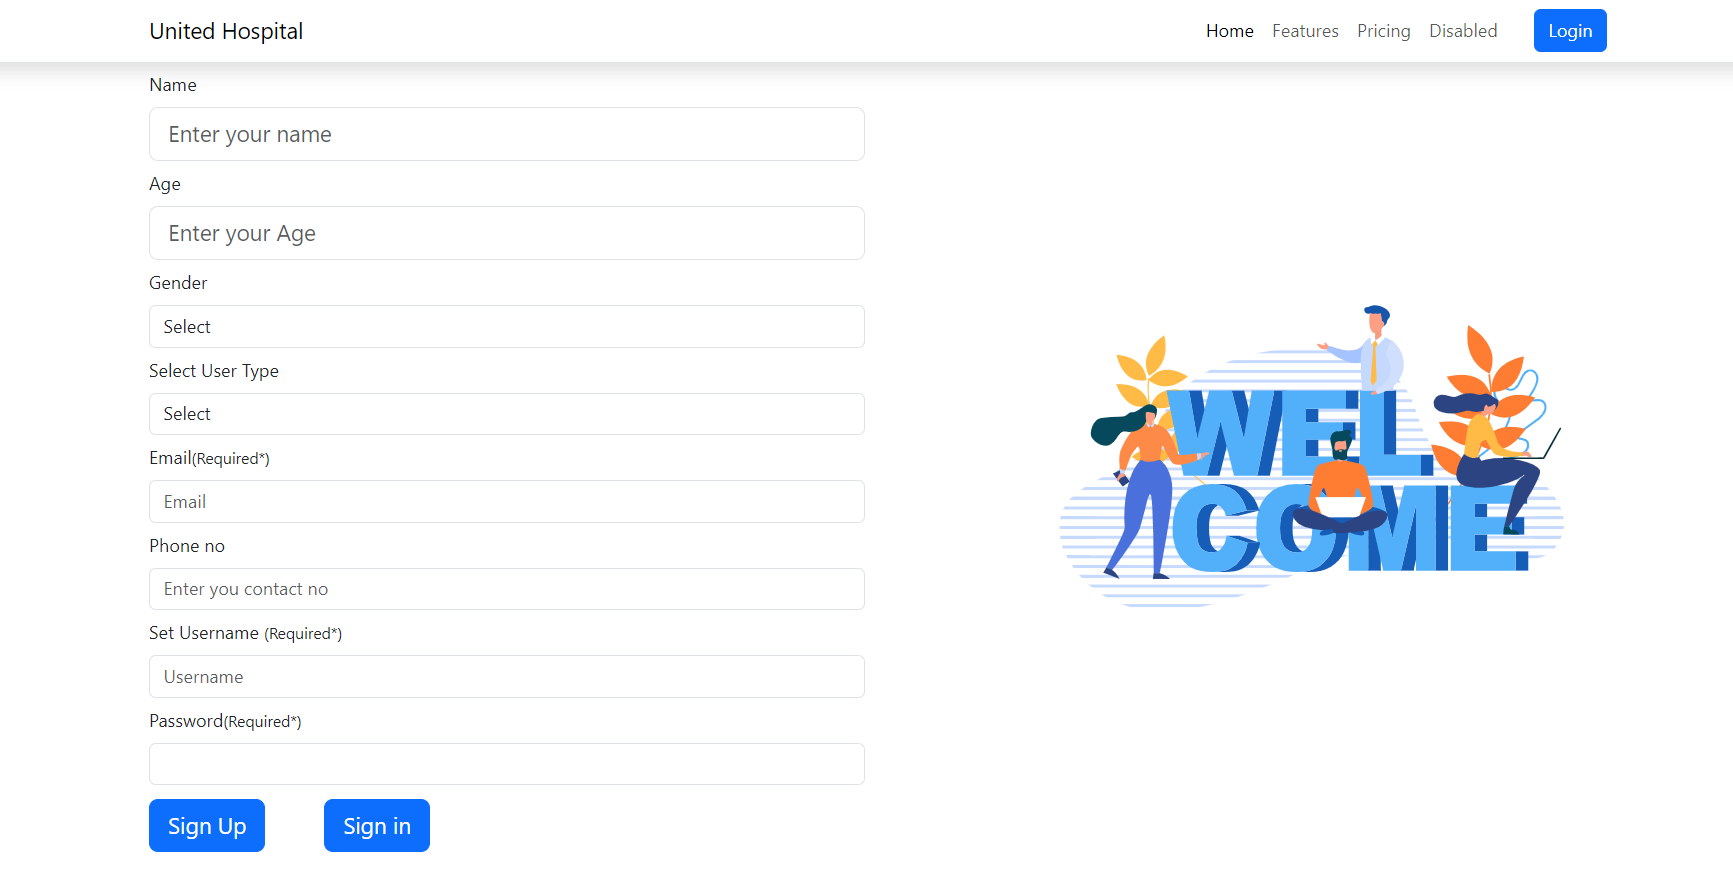 United Hospital
Home Features Pricing Disabled Login
Name
Enter your name
Age
Enter your Age
Gender
Select
Select User Type
Select
Email(Required*)
Email
Phone no
Enter you contact no
Set Username (Required*)
Username
Password(Required*)
Sign Up Sign in
WEL
COME